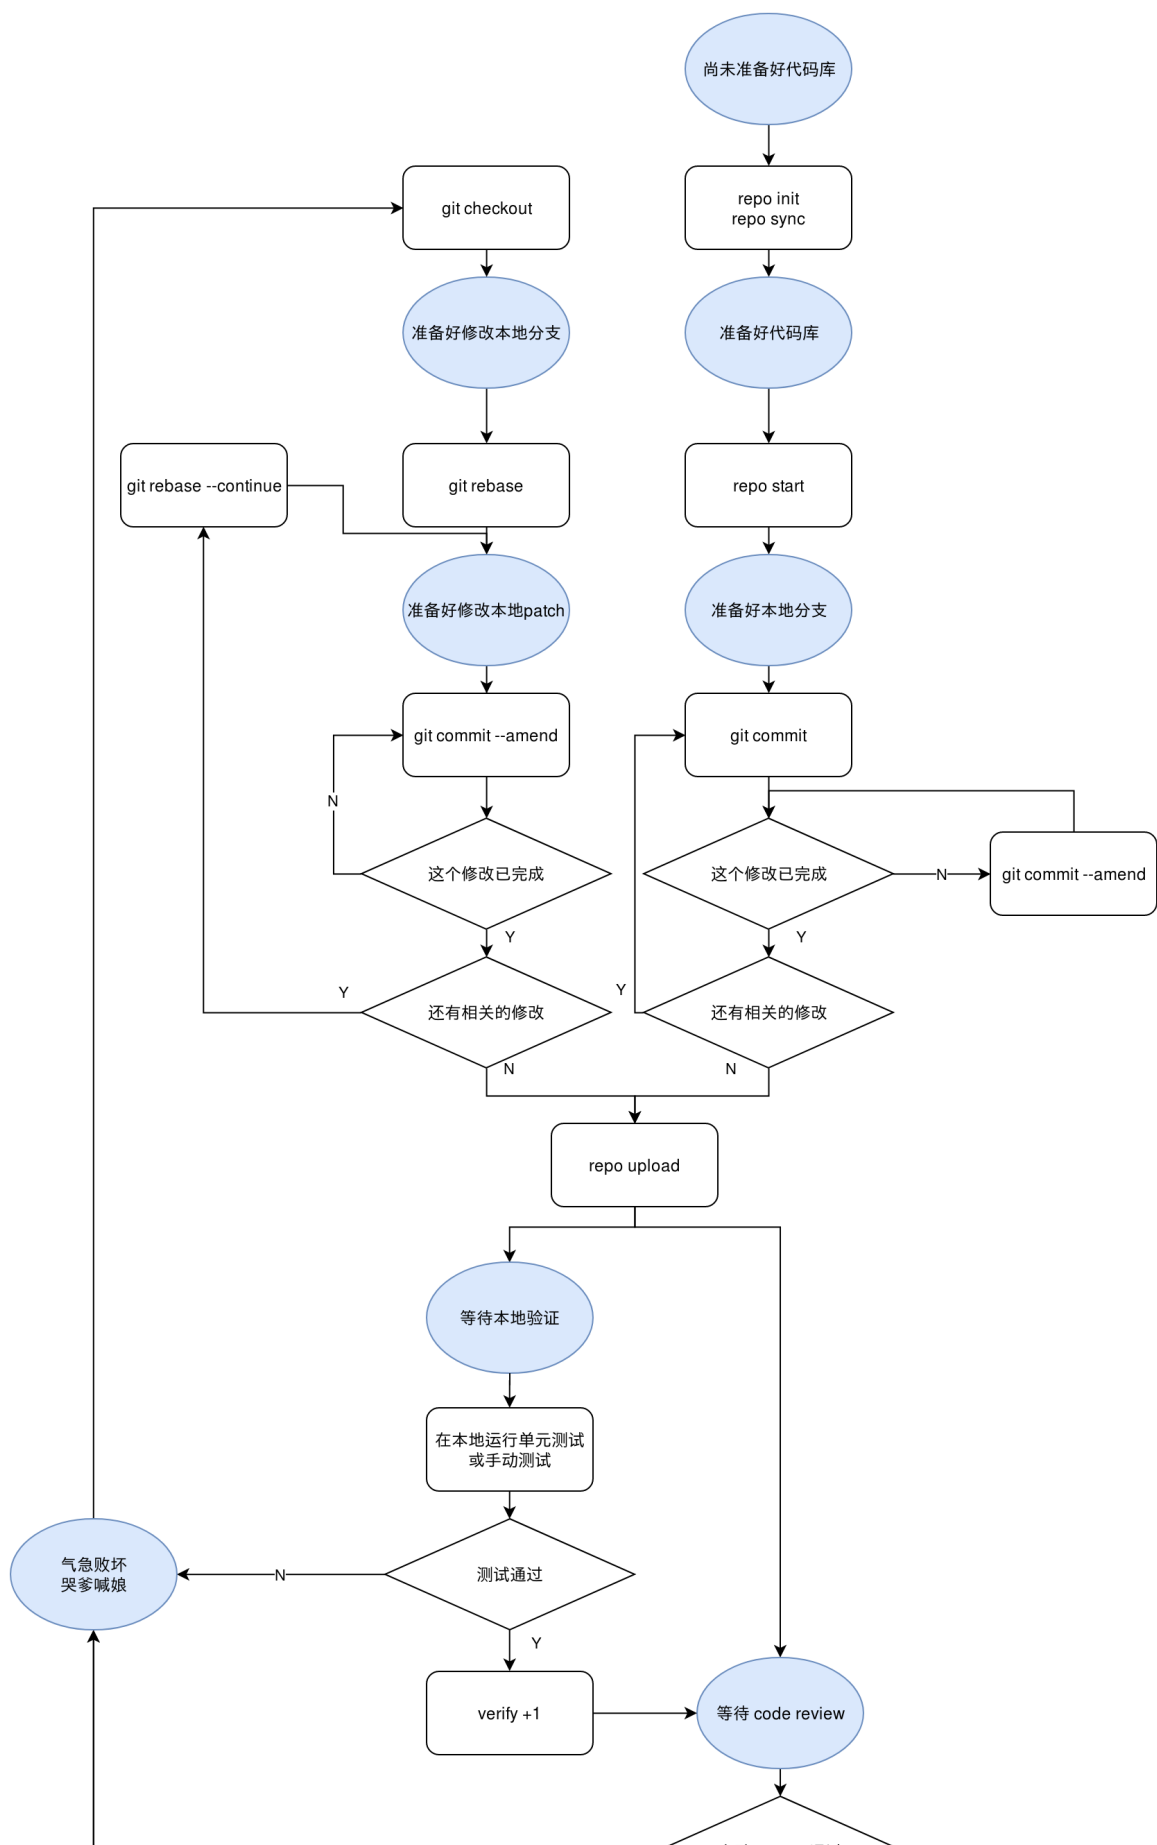 尚未准备好代码库
git checkout
repo init
repo sync
准备好修改本地分支
准备好代码库
git rebase --continue
git rebase
repo start
准备好修改本地patch
准备好本地分支
git commit --amend
git commit
N
这个修改已完成
这个修改已完成
N
git commit --amend
Y
Y
Y
还有相关的修改
Y
还有相关的修改
N
N
repo upload
等待本地验证
在本地运行单元测试
或手动测试
气急败坏
哭爹喊娘
N
测试通过
Y
verify +1
等待 code review